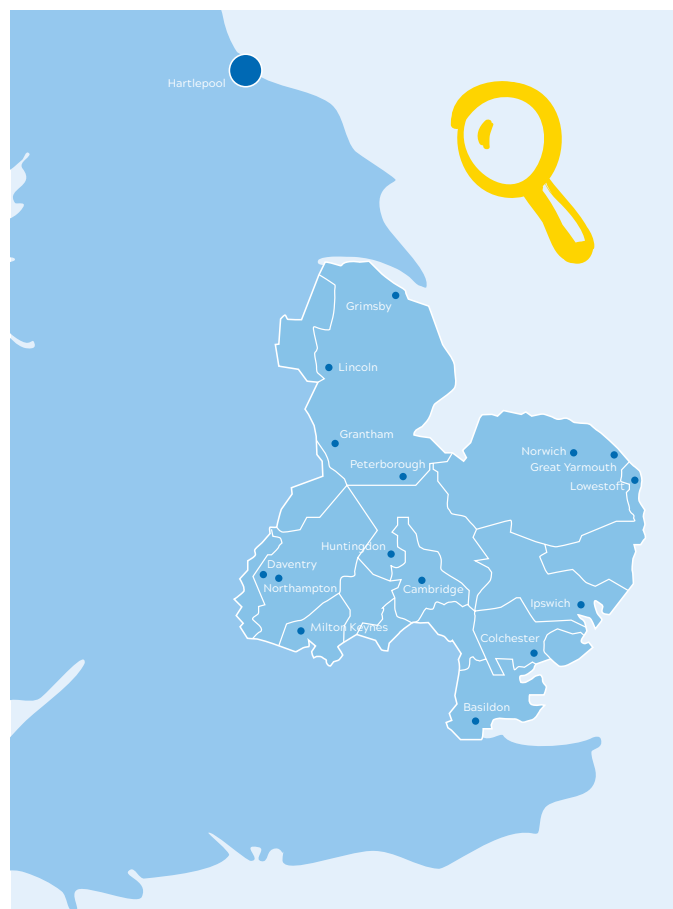 Hartlepool
Grimsby
Lincoln
Grantham
Norwich
Peterborough
Great Yarmouth
Lowestoft
Huntingdon
Daventry
Northampton
Cambridge
Ipswich
Milton Keynes
Colchester
Basildon